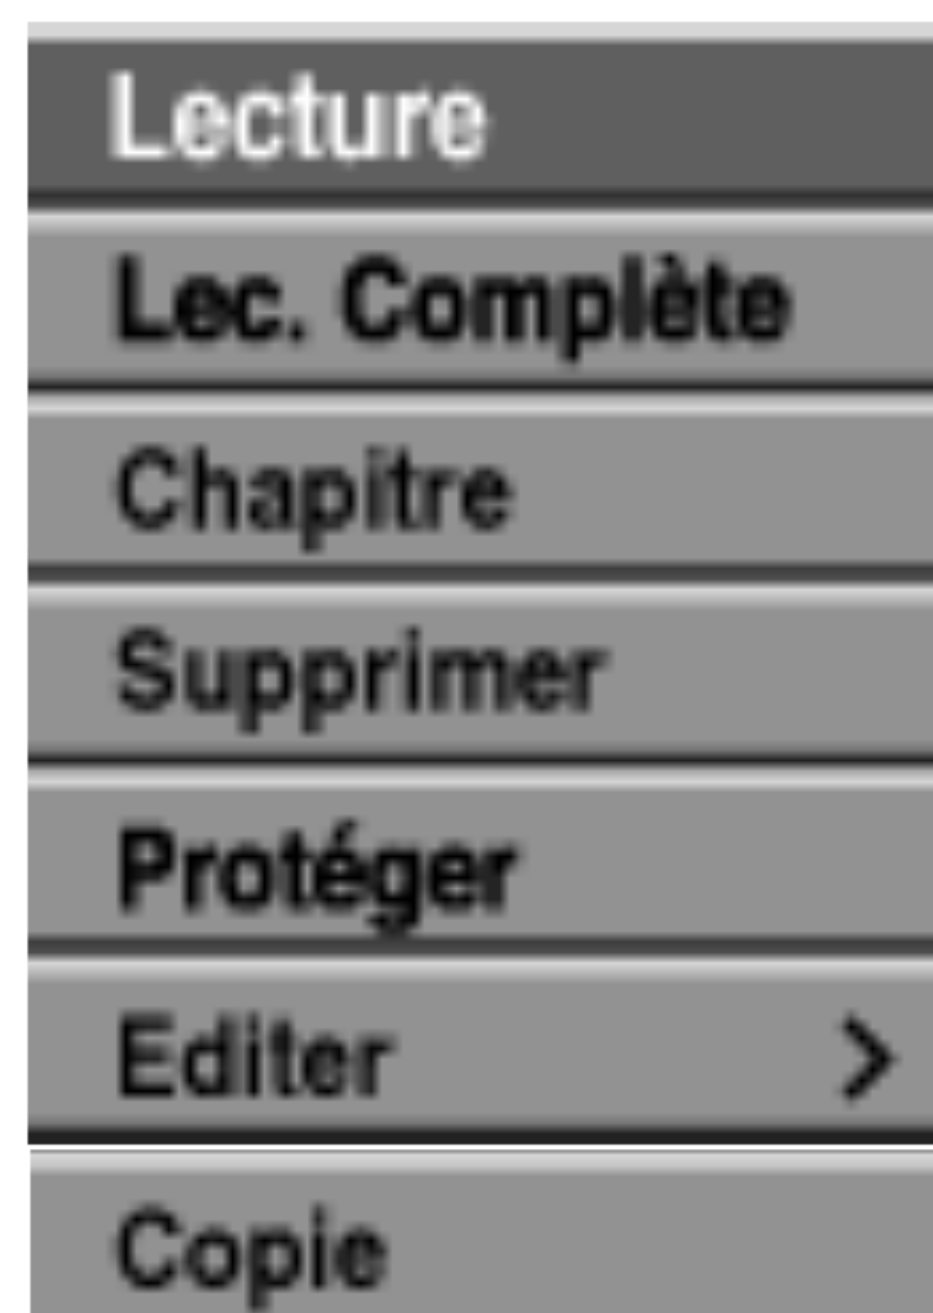 Lecture
Lec. Complète
Chapitre
Supprimer
Protéger
Editer >
Copie